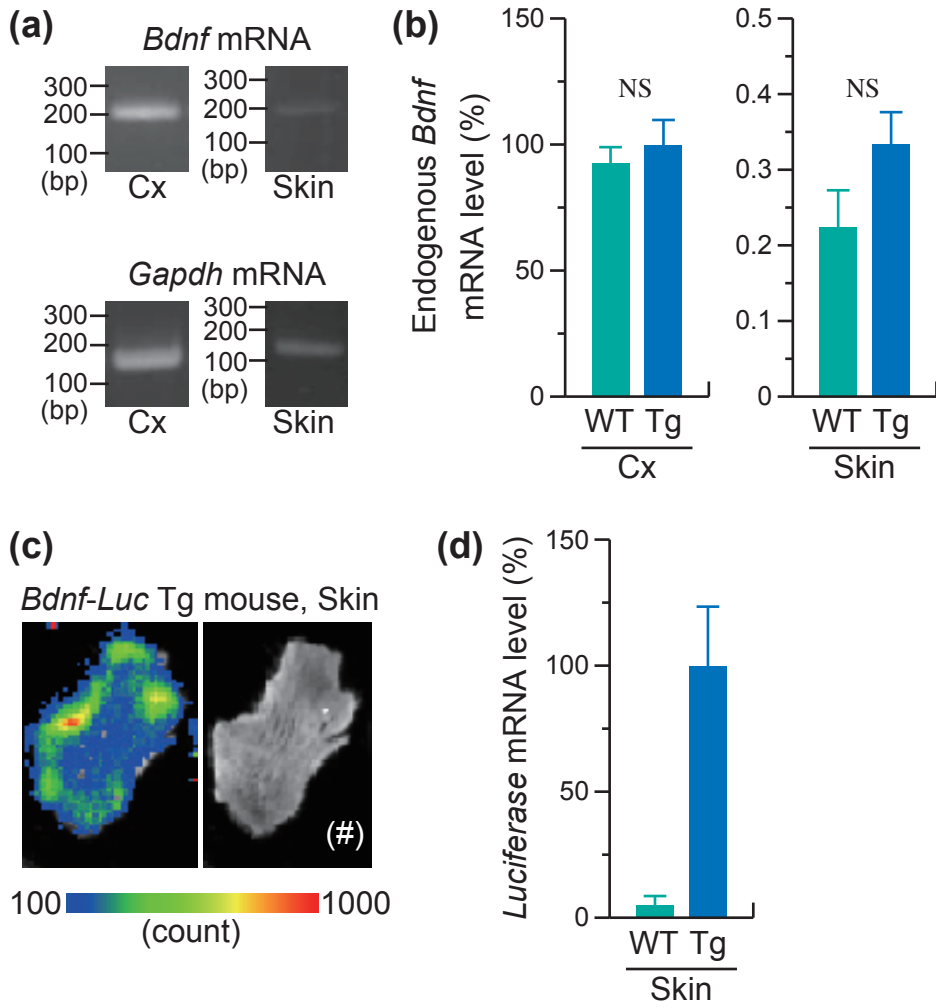 (a)
Bdnf mRNA
300
200
100
(bp)
Cx
300
200
100
(bp)
Skin
Gapdh mRNA
300
200
100
(bp)
Cx
300
200
100
(bp)
Skin
(b)
Endogenous Bdnf
mRNA level (%)
150
100
50
0
NS
WT Tg
Cx
0.5
0.4
0.3
0.2
0.1
0
NS
WT Tg
Skin
(c)
Bdnf-Luc Tg mouse, Skin
(#)
100 1000
(count)
(d)
Luciferase mRNA level (%)
150
100
50
0
WT Tg
Skin